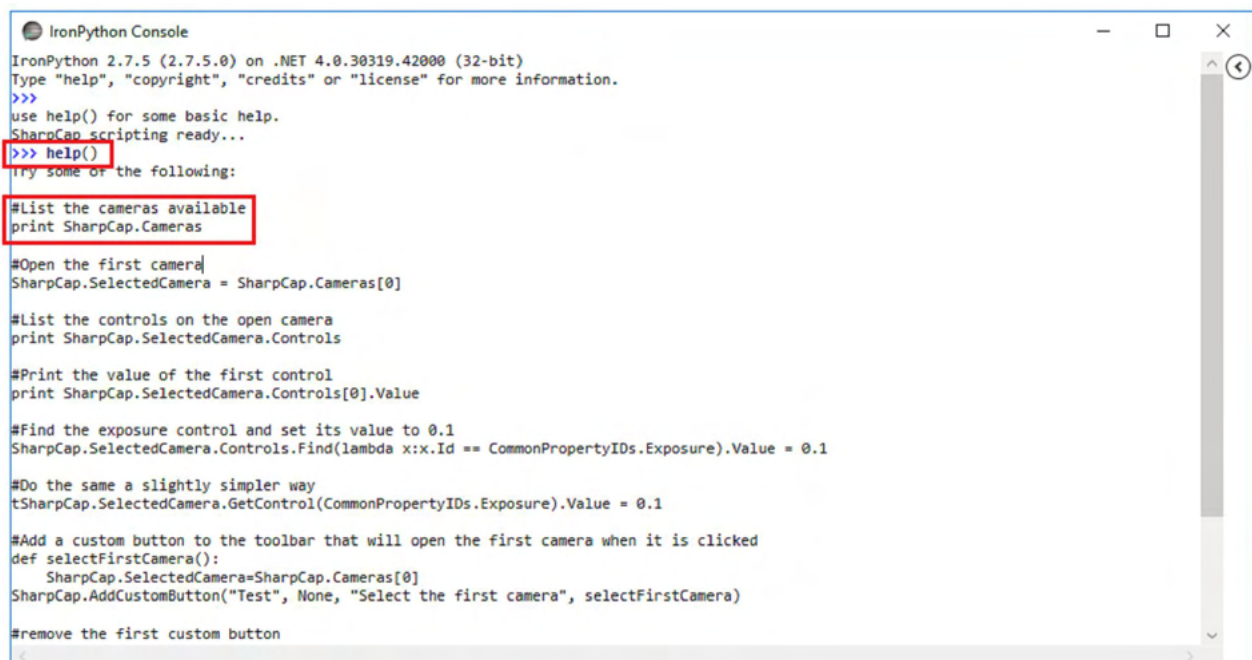 IronPython Console
IronPython 2.7.5 (2.7.5.0) on .NET 4.0.30319.42000 (32-bit)
Type "help", "copyright", "credits" or "license" for more information.
>>>
use help() for some basic help.
SharpCap scripting ready...
>>> help()
Try some of the following:
#List the cameras available
print SharpCap.Cameras
#Open the first camera
SharpCap.SelectedCamera = SharpCap.Cameras[0]
#List the controls on the open camera
print SharpCap.SelectedCamera.Controls
#Print the value of the first control
print SharpCap.SelectedCamera.Controls[0].Value
#Find the exposure control and set its value to 0.1
SharpCap.SelectedCamera.Controls.Find(lambda x:x.Id == CommonPropertyIDs.Exposure).Value = 0.1
#Do the same a slightly simpler way
tSharpCap.SelectedCamera.GetControl(CommonPropertyIDs.Exposure).Value = 0.1
#Add a custom button to the toolbar that will open the first camera when it is clicked
def selectFirstCamera():
    SharpCap.SelectedCamera=SharpCap.Cameras[0]
SharpCap.AddCustomButton("Test", None, "Select the first camera", selectFirstCamera)
#remove the first custom button